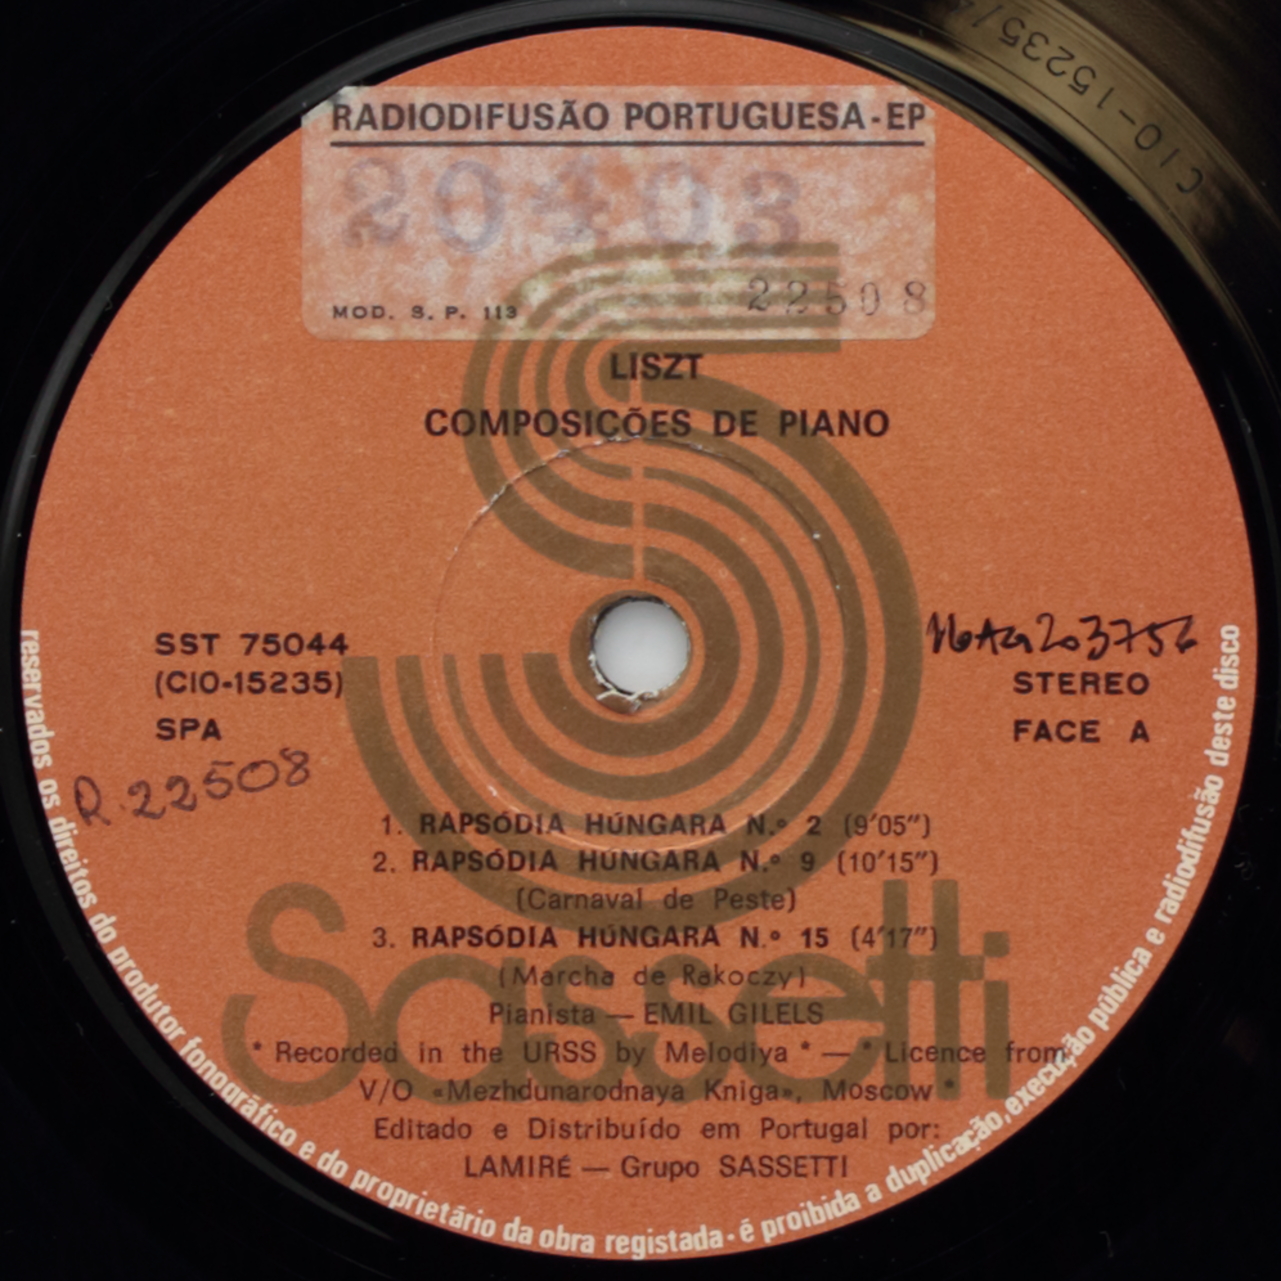 RADIODIFUSÃO PORTUGUESA-EP
20403
22508
MOD. S. P. 113
LISZT
COMPOSICÕES DE PIANO
SST 75044
(CIO-15235)
SPA
R.22508
STEREO
FACE A
1. RAPSÓDIA HÚNGARA N.º 2 (9'05")
2. RAPSÓDIA HÚNGARA N.º 9 (10'15")
(Carnaval de Peste)
3. RAPSÓDIA HÚNGARA N.º 15 (4'17")
(Marcha de Rakoczy)
Pianista — EMIL GILELS
* Recorded in the URSS by Melodiya * — * Licence from
V/O «Mezhdunarodnaya Kniga», Moscow *
Editado e Distribuído em Portugal por:
LAMIRÉ — Grupo SASSETTI
Sassetti
reservados os direitos do produtor fonográfico e do proprietário da obra registada · é proibida a duplicação, execução pública e radiodifusão deste disco
C10-15235/